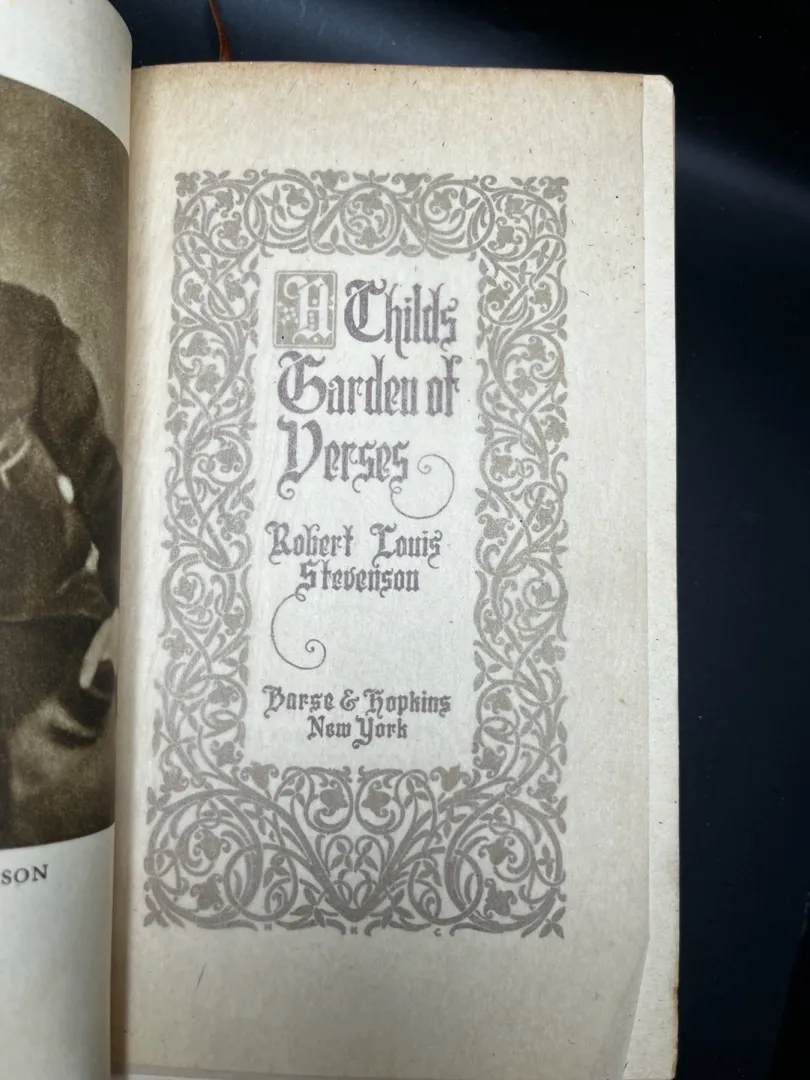 SON
A Childs
Garden of
Verses
Robert Louis
Stevenson
Barse & Hopkins
New York
H K C